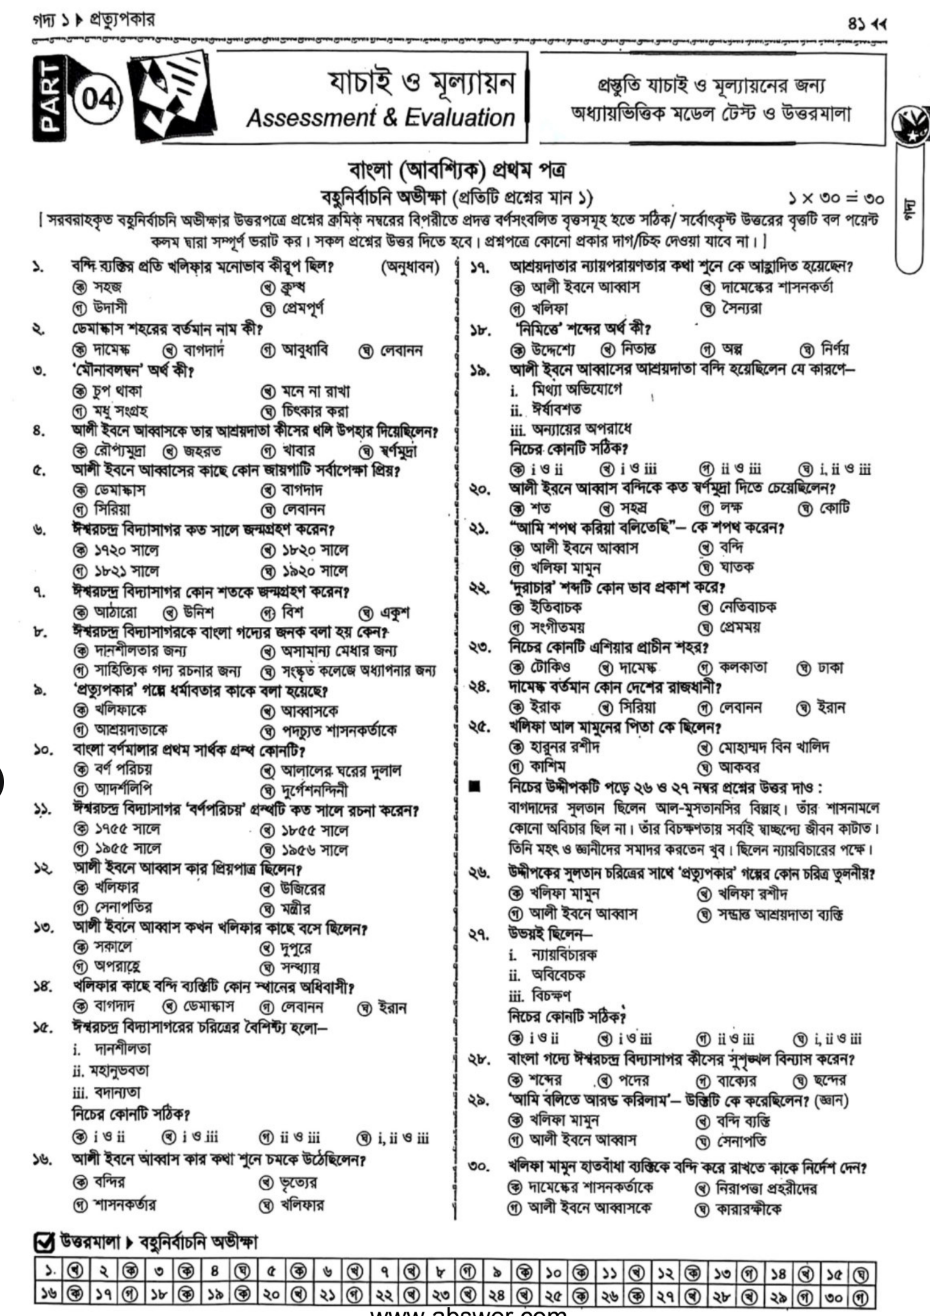 গদ্য ১ ▶ প্রত্যুপকার
৪১ ◀◀
PART 04
যাচাই ও মূল্যায়ন
Assessment & Evaluation
প্রস্তুতি যাচাই ও মূল্যায়নের জন্য
অধ্যায়ভিত্তিক মডেল টেস্ট ও উত্তরমালা
গদ্য
বাংলা (আবশ্যিক) প্রথম পত্র
বহুনির্বাচনি অভীক্ষা (প্রতিটি প্রশ্নের মান ১)
১ × ৩০ = ৩০
[ সরবরাহকৃত বহুনির্বাচনি অভীক্ষার উত্তরপত্রে প্রশ্নের ক্রমিক নম্বরের বিপরীতে প্রদত্ত বর্ণসংবলিত বৃত্তসমূহ হতে সঠিক/ সর্বোৎকৃষ্ট উত্তরের বৃত্তটি বল পয়েন্ট
কলম দ্বারা সম্পূর্ণ ভরাট কর। সকল প্রশ্নের উত্তর দিতে হবে। প্রশ্নপত্রে কোনো প্রকার দাগ/চিহ্ন দেওয়া যাবে না। ]
১. বন্দি ব্যক্তির প্রতি খলিফার মনোভাব কীরূপ ছিল? (অনুধাবন)
ক সহজ খ ক্রুদ্ধ
গ উদাসী ঘ প্রেমপূর্ণ
২. ডেমাস্কাস শহরের বর্তমান নাম কী?
ক দামেস্ক খ বাগদাদ গ আবুধাবি ঘ লেবানন
৩. ‘মৌনাবলম্বন’ অর্থ কী?
ক চুপ থাকা খ মনে না রাখা
গ মধু সংগ্রহ ঘ চিৎকার করা
৪. আলী ইবনে আব্বাসকে তার আশ্রয়দাতা কীসের থলি উপহার দিয়েছিলেন?
ক রৌপ্যমুদ্রা খ জহরত গ খাবার ঘ স্বর্ণমুদ্রা
৫. আলী ইবনে আব্বাসের কাছে কোন জায়গাটি সর্বাপেক্ষা প্রিয়?
ক ডেমাস্কাস খ বাগদাদ
গ সিরিয়া ঘ লেবানন
৬. ঈশ্বরচন্দ্র বিদ্যাসাগর কত সালে জন্মগ্রহণ করেন?
ক ১৭২০ সালে খ ১৮২০ সালে
গ ১৮২১ সালে ঘ ১৯২০ সালে
৭. ঈশ্বরচন্দ্র বিদ্যাসাগর কোন শতকে জন্মগ্রহণ করেন?
ক আঠারো খ উনিশ গ বিশ ঘ একুশ
৮. ঈশ্বরচন্দ্র বিদ্যাসাগরকে বাংলা গদ্যের জনক বলা হয় কেন?
ক দানশীলতার জন্য খ অসামান্য মেধার জন্য
গ সাহিত্যিক গদ্য রচনার জন্য ঘ সংস্কৃত কলেজে অধ্যাপনার জন্য
৯. ‘প্রত্যুপকার’ গল্পে ধর্মাবতার কাকে বলা হয়েছে?
ক খলিফাকে খ আব্বাসকে
গ আশ্রয়দাতাকে ঘ পদচ্যুত শাসনকর্তাকে
১০. বাংলা বর্ণমালার প্রথম সার্থক গ্রন্থ কোনটি?
ক বর্ণ পরিচয় খ আলালের ঘরের দুলাল
গ আদর্শলিপি ঘ দুর্গেশনন্দিনী
১১. ঈশ্বরচন্দ্র বিদ্যাসাগর ‘বর্ণপরিচয়’ গ্রন্থটি কত সালে রচনা করেন?
ক ১৭৫৫ সালে খ ১৮৫৫ সালে
গ ১৯৫৫ সালে ঘ ১৯৫৬ সালে
১২. আলী ইবনে আব্বাস কার প্রিয়পাত্র ছিলেন?
ক খলিফার খ উজিরের
গ সেনাপতির ঘ মন্ত্রীর
১৩. আলী ইবনে আব্বাস কখন খলিফার কাছে বসে ছিলেন?
ক সকালে খ দুপুরে
গ অপরাহ্ণে ঘ সন্ধ্যায়
১৪. খলিফার কাছে বন্দি ব্যক্তিটি কোন স্থানের অধিবাসী?
ক বাগদাদ খ ডেমাস্কাস গ লেবানন ঘ ইরান
১৫. ঈশ্বরচন্দ্র বিদ্যাসাগরের চরিত্রের বৈশিষ্ট্য হলো—
i. দানশীলতা
ii. মহানুভবতা
iii. বদান্যতা
নিচের কোনটি সঠিক?
ক i ও ii খ i ও iii গ ii ও iii ঘ i, ii ও iii
১৬. আলী ইবনে আব্বাস কার কথা শুনে চমকে উঠেছিলেন?
ক বন্দির খ ভৃত্যের
গ শাসনকর্তার ঘ খলিফার
১৭. আশ্রয়দাতার ন্যায়পরায়ণতার কথা শুনে কে আহ্লাদিত হয়েছেন?
ক আলী ইবনে আব্বাস খ দামেস্কের শাসনকর্তা
গ খলিফা ঘ সৈন্যরা
১৮. ‘নিমিত্তে’ শব্দের অর্থ কী?
ক উদ্দেশ্যে খ নিতান্ত গ অল্প ঘ নির্ণয়
১৯. আলী ইবনে আব্বাসের আশ্রয়দাতা বন্দি হয়েছিলেন যে কারণে—
i. মিথ্যা অভিযোগে
ii. ঈর্ষাবশত
iii. অন্যায়ের অপরাধে
নিচের কোনটি সঠিক?
ক i ও ii খ i ও iii গ ii ও iii ঘ i, ii ও iii
২০. আলী ইবনে আব্বাস বন্দিকে কত স্বর্ণমুদ্রা দিতে চেয়েছিলেন?
ক শত খ সহস্র গ লক্ষ ঘ কোটি
২১. “আমি শপথ করিয়া বলিতেছি”— কে শপথ করেন?
ক আলী ইবনে আব্বাস খ বন্দি
গ খলিফা মামুন ঘ ঘাতক
২২. ‘দুরাচার’ শব্দটি কোন ভাব প্রকাশ করে?
ক ইতিবাচক খ নেতিবাচক
গ সংগীতময় ঘ প্রেমময়
২৩. নিচের কোনটি এশিয়ার প্রাচীন শহর?
ক টোকিও খ দামেস্ক গ কলকাতা ঘ ঢাকা
২৪. দামেস্ক বর্তমান কোন দেশের রাজধানী?
ক ইরাক খ সিরিয়া গ লেবানন ঘ ইরান
২৫. খলিফা আল মামুনের পিতা কে ছিলেন?
ক হারুনর রশীদ খ মোহাম্মদ বিন খালিদ
গ কাশিম ঘ আকবর
■ নিচের উদ্দীপকটি পড়ে ২৬ ও ২৭ নম্বর প্রশ্নের উত্তর দাও :
বাগদাদের সুলতান ছিলেন আল-মুসতানসির বিল্লাহ। তাঁর শাসনামলে
কোনো অবিচার ছিল না। তাঁর বিচক্ষণতায় সবাই স্বাচ্ছন্দ্যে জীবন কাটাত।
তিনি মহৎ ও জ্ঞানীদের সমাদর করতেন খুব। ছিলেন ন্যায়বিচারের পক্ষে।
২৬. উদ্দীপকের সুলতান চরিত্রের সাথে ‘প্রত্যুপকার’ গল্পের কোন চরিত্র তুলনীয়?
ক খলিফা মামুন খ খলিফা রশীদ
গ আলী ইবনে আব্বাস ঘ সম্ভ্রান্ত আশ্রয়দাতা ব্যক্তি
২৭. উভয়ই ছিলেন—
i. ন্যায়বিচারক
ii. অবিবেচক
iii. বিচক্ষণ
নিচের কোনটি সঠিক?
ক i ও ii খ i ও iii গ ii ও iii ঘ i, ii ও iii
২৮. বাংলা গদ্যে ঈশ্বরচন্দ্র বিদ্যাসাগর কীসের সুশৃঙ্খল বিন্যাস করেন?
ক শব্দের খ পদের গ বাক্যের ঘ ছন্দের
২৯. ‘আমি বলিতে আরম্ভ করিলাম’— উক্তিটি কে করেছিলেন? (জ্ঞান)
ক খলিফা মামুন খ বন্দি ব্যক্তি
গ আলী ইবনে আব্বাস ঘ সেনাপতি
৩০. খলিফা মামুন হাতবাঁধা ব্যক্তিকে বন্দি করে রাখতে কাকে নির্দেশ দেন?
ক দামেস্কের শাসনকর্তাকে খ নিরাপত্তা প্রহরীদের
গ আলী ইবনে আব্বাসকে ঘ কারারক্ষীকে
উত্তরমালা ▶ বহুনির্বাচনি অভীক্ষা
১. খ ২ ক ৩ ক ৪ ঘ ৫ ক ৬ খ ৭ খ ৮ গ ৯ ক ১০ ক ১১ খ ১২ ক ১৩ গ ১৪ খ ১৫ ঘ
১৬ ক ১৭ গ ১৮ ক ১৯ ক ২০ খ ২১ গ ২২ খ ২৩ খ ২৪ খ ২৫ ক ২৬ ক ২৭ খ ২৮ খ ২৯ গ ৩০ গ
www.abswer.com